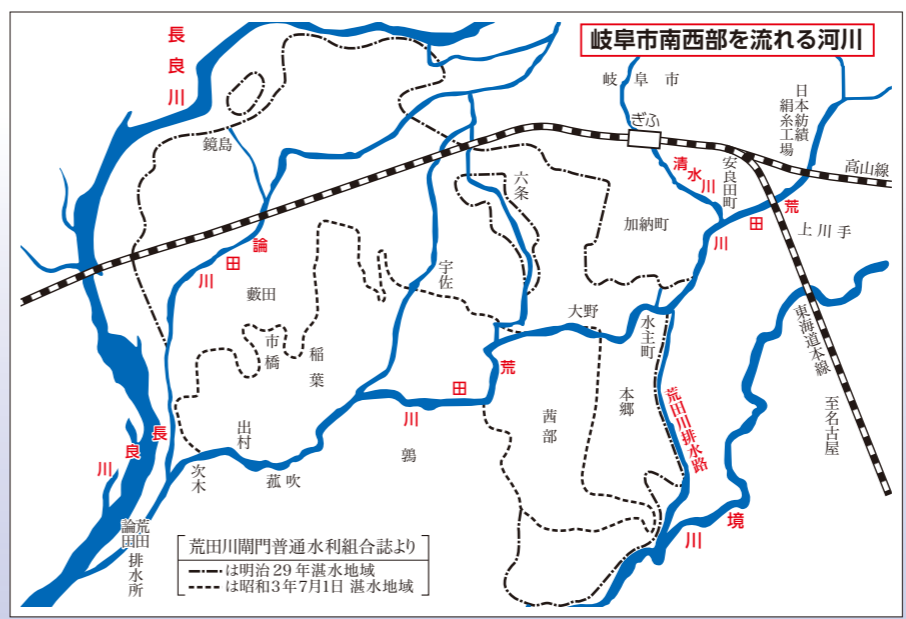 岐阜市南西部を流れる河川
長良川
岐阜市
ぎふ
日本紡績
絹糸工場
高山線
清水川
安良田町
荒田川
上川手
鏡島
六条
加納町
論田川
宇佐
藪田
市橋
稲葉
大野
水主町
東海道本線
至名古屋
荒田川
本郷
茜部
荒田川排水路
長良川
出村
次木
菰吹
鶉
境川
荒田
論田
排水所
荒田川閘門普通水利組合誌より
は明治29年湛水地域
は昭和3年7月1日 湛水地域